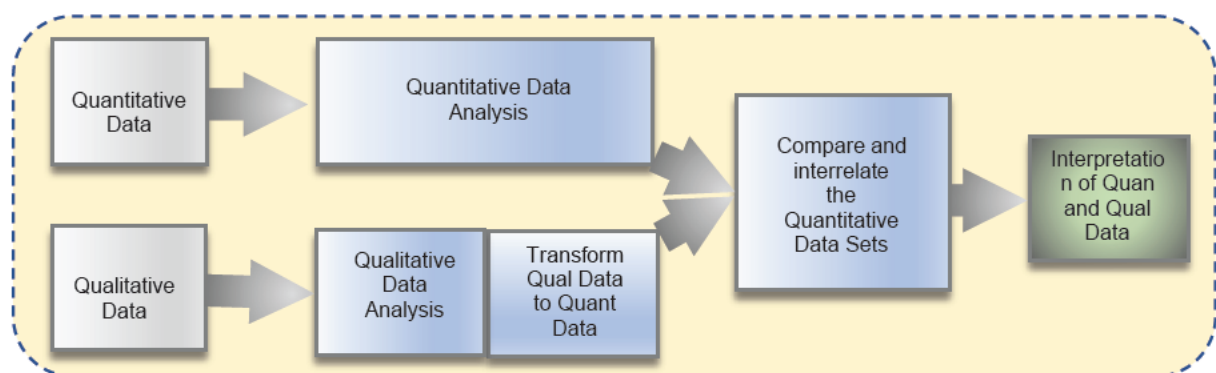 Quantitative
Data
Quantitative Data
Analysis
Qualitative
Data
Qualitative
Data
Analysis
Transform
Qual Data
to Quant
Data
Compare and
interrelate
the
Quantitative
Data Sets
Interpretatio
n of Quan
and Qual
Data